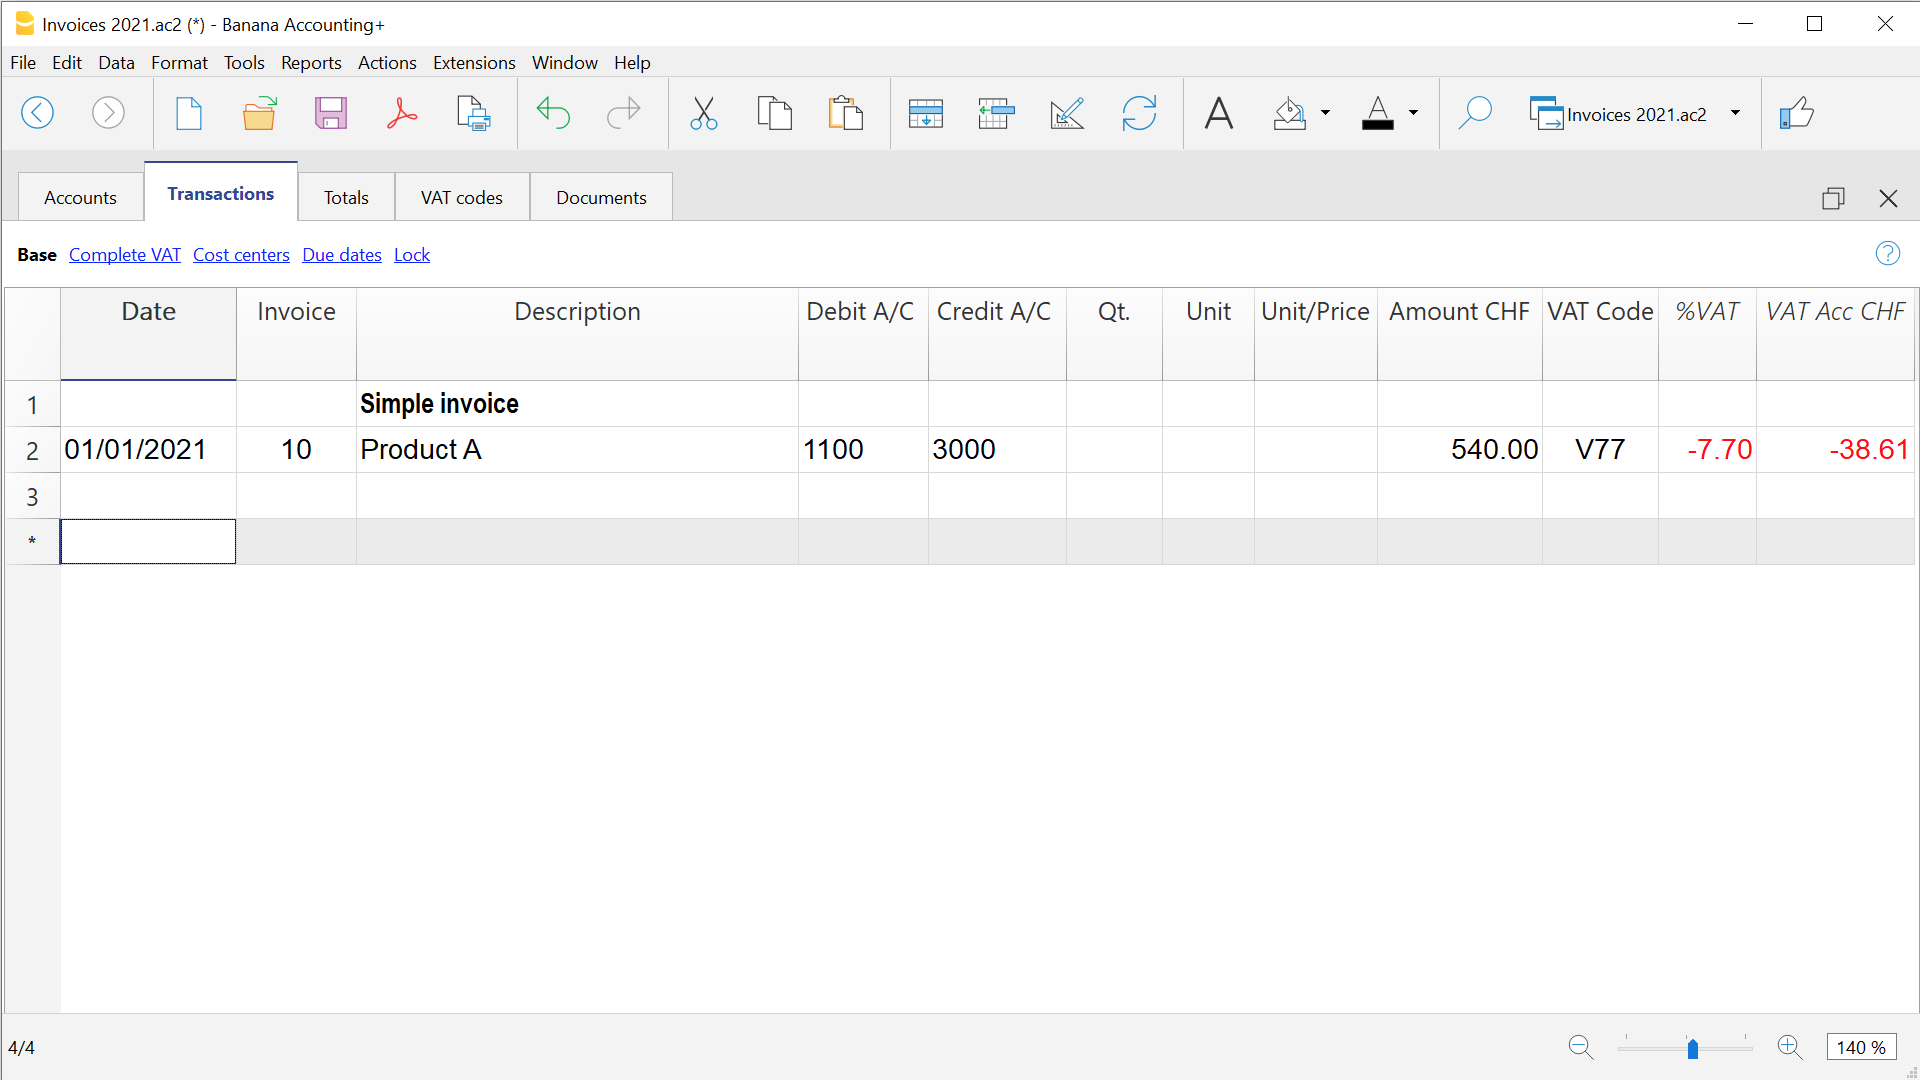 Invoices 2021.ac2 (*) - Banana Accounting+
File Edit Data Format Tools Reports Actions Extensions Window Help
Invoices 2021.ac2
Accounts Transactions Totals VAT codes Documents
Base Complete VAT Cost centers Due dates Lock
Date Invoice Description Debit A/C Credit A/C Qt. Unit Unit/Price Amount CHF VAT Code %VAT VAT Acc CHF
1 Simple invoice
2 01/01/2021 10 Product A 1100 3000 540.00 V77 -7.70 -38.61
3
*
4/4 140 %